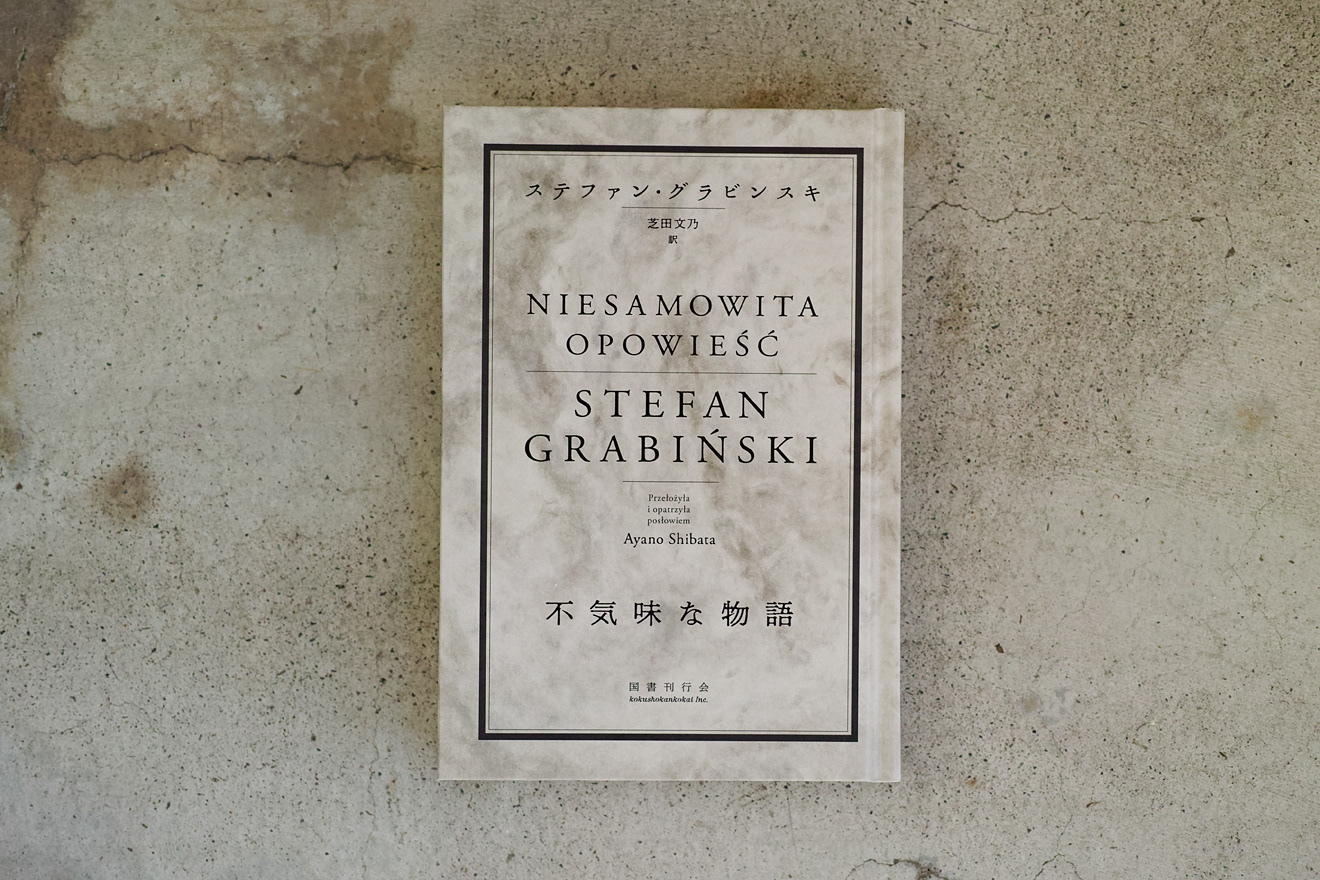 ステファン・グラビンスキ
芝田文乃
訳
NIESAMOWITA
OPOWIEŚĆ
STEFAN
GRABIŃSKI
Przełożyła
i opatrzyła
posłowiem
Ayano Shibata
不気味な物語
国書刊行会
kokushokankokai Inc.